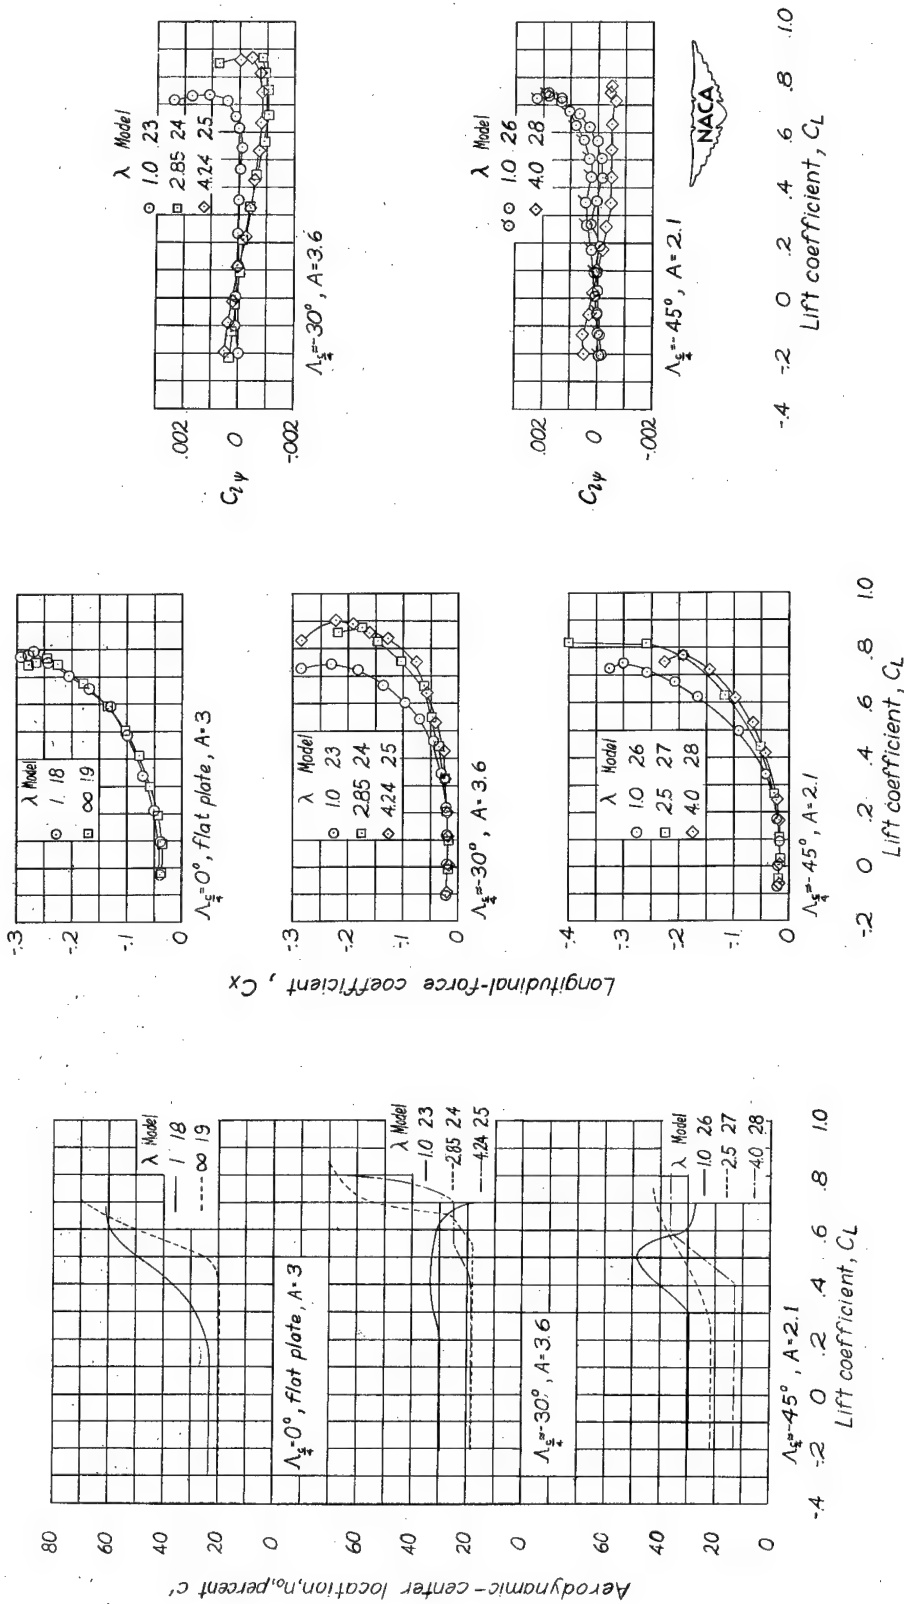 Aerodynamic-center location, n₀, percent c'
80
60
40
20
0
λ Model
1 18
∞ 19
Λc/4=0°, flat plate, A=3
40
20
0
λ Model
1.0 23
2.85 24
4.24 25
Λc/4=-30°, A=3.6
40
20
0
λ Model
1.0 26
2.5 27
4.0 28
Λc/4=-45°, A=2.1
-.4 -.2 0 .2 .4 .6 .8 1.0
Lift coefficient, CL
Longitudinal-force coefficient, Cx
-.3
-.2
-.1
0
λ Model
1. 18
∞ 19
Λc/4=0°, flat plate, A=3
-.3
-.2
-.1
0
λ Model
1.0 23
2.85 24
4.24 25
Λc/4=-30°, A=3.6
-.4
-.3
-.2
-.1
0
λ Model
1.0 26
2.5 27
4.0 28
Λc/4=-45°, A=2.1
-.2 0 .2 .4 .6 .8 1.0
Lift coefficient, CL
Clψ
.002
0
-.002
λ Model
1.0 23
2.85 24
4.24 25
Λc/4=-30°, A=3.6
Clψ
.002
0
-.002
λ Model
1.0 26
4.0 28
Λc/4=-45°, A=2.1
NACA
-.4 -.2 0 .2 .4 .6 .8 1.0
Lift coefficient, CL